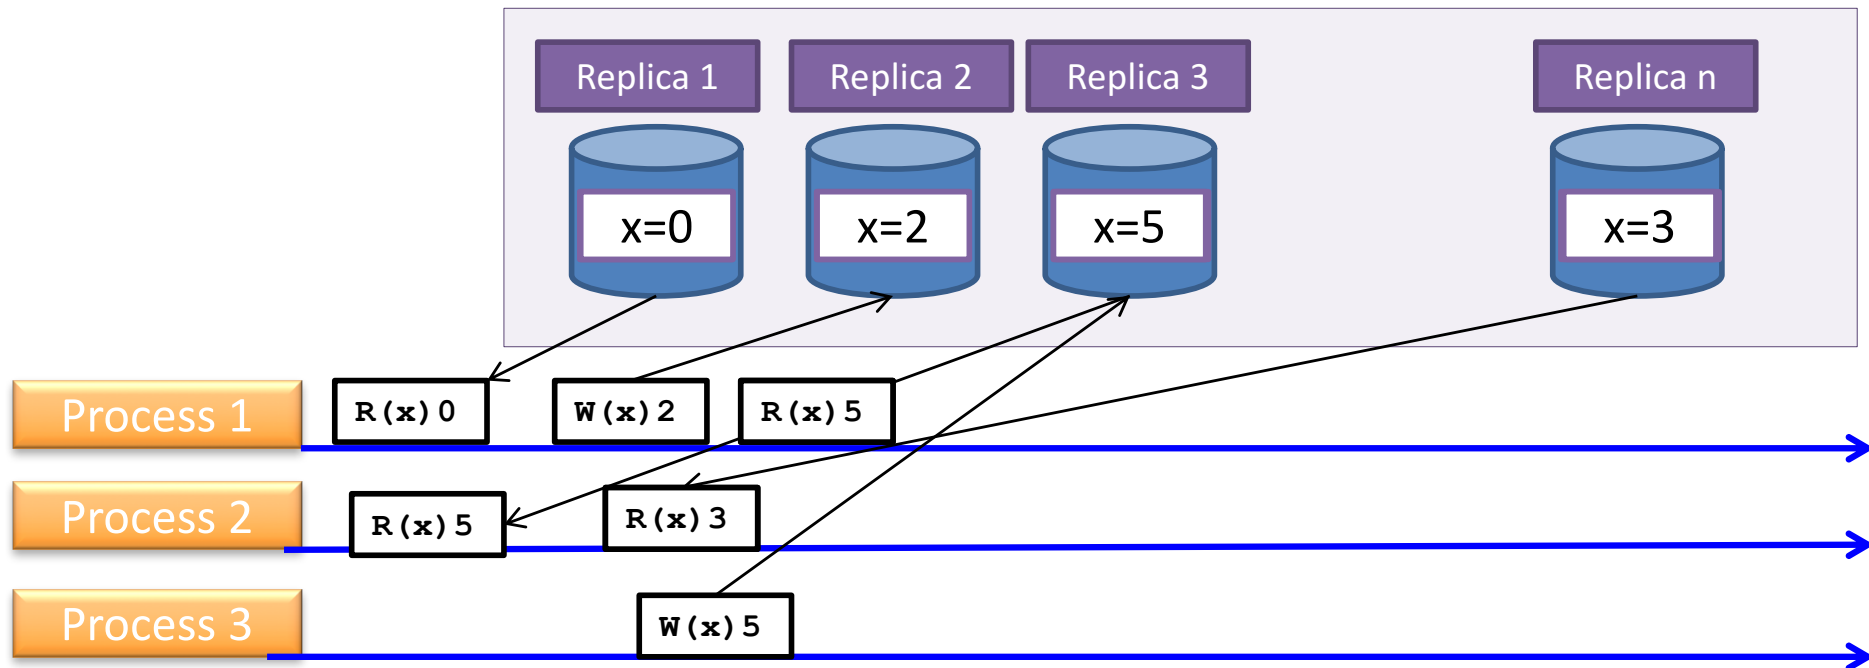 Replica 1 Replica 2 Replica 3 Replica n
x=0 x=2 x=5 x=3
Process 1 R(x)0 W(x)2 R(x)5
Process 2 R(x)5 R(x)3
Process 3 W(x)5